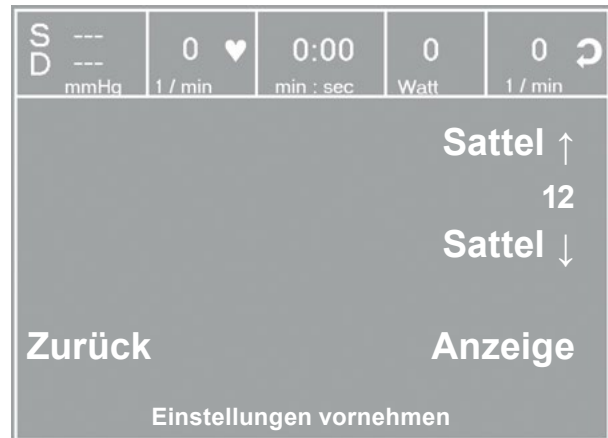 S --- 0 ♥ 0:00 0 0
D ---
mmHg 1 / min min : sec Watt 1 / min
Sattel ↑
12
Sattel ↓
Zurück Anzeige
Einstellungen vornehmen